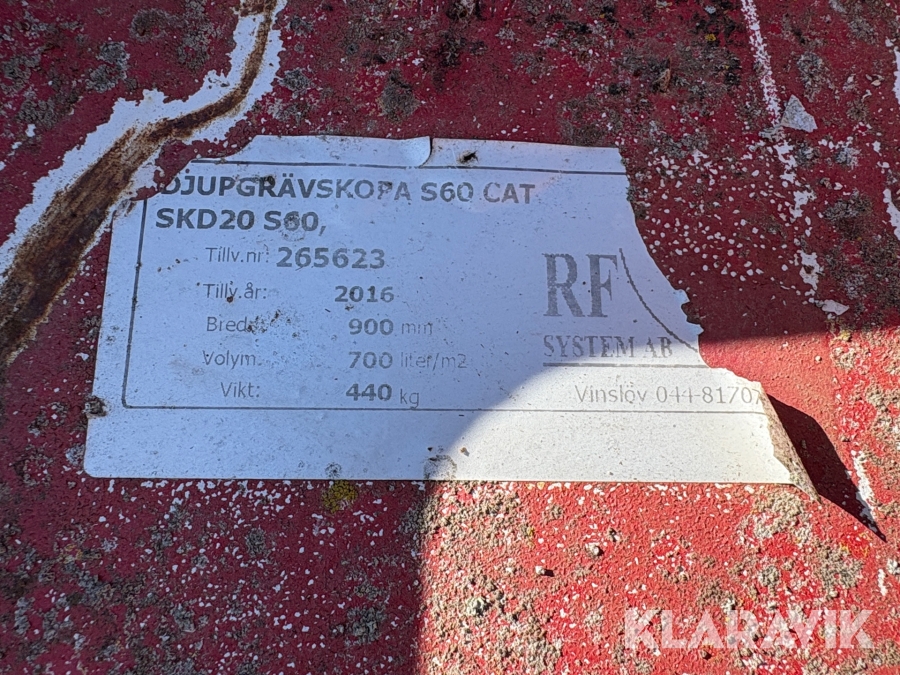 DJUPGRÄVSKOPA S60 CAT
SKD20 S60,
Tillv.nr: 265623
Tillv.år: 2016
Bredd: 900 mm
Volym: 700 liter/m2
Vikt: 440 kg
RF
SYSTEM AB
Vinslöv 044-8170
KLARAVIK